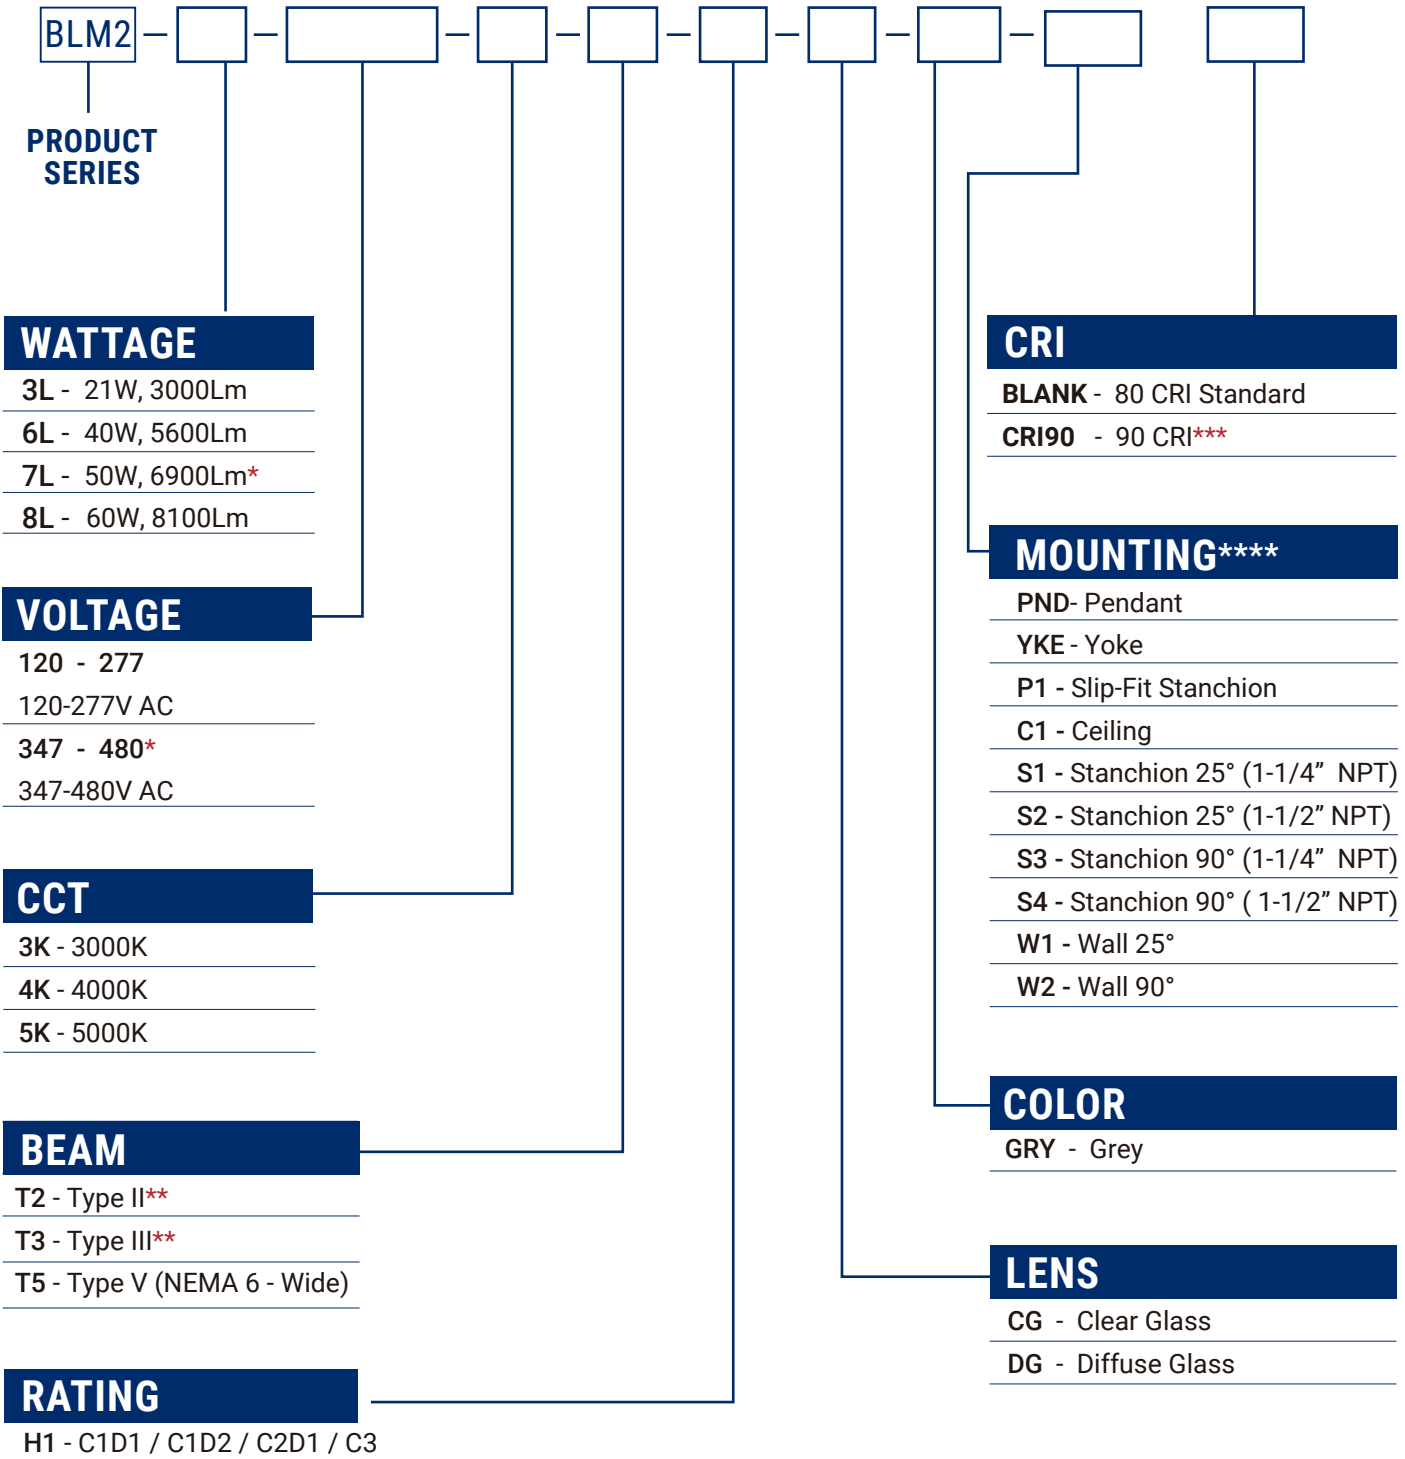 BLM2
PRODUCT
SERIES
WATTAGE
3L - 21W, 3000Lm
6L - 40W, 5600Lm
7L - 50W, 6900Lm*
8L - 60W, 8100Lm
VOLTAGE
120 - 277
120-277V AC
347 - 480*
347-480V AC
CCT
3K - 3000K
4K - 4000K
5K - 5000K
BEAM
T2 - Type II**
T3 - Type III**
T5 - Type V (NEMA 6 - Wide)
RATING
H1 - C1D1 / C1D2 / C2D1 / C3
CRI
BLANK - 80 CRI Standard
CRI90 - 90 CRI***
MOUNTING****
PND- Pendant
YKE - Yoke
P1 - Slip-Fit Stanchion
C1 - Ceiling
S1 - Stanchion 25° (1-1/4” NPT)
S2 - Stanchion 25° (1-1/2” NPT)
S3 - Stanchion 90° (1-1/4” NPT)
S4 - Stanchion 90° ( 1-1/2” NPT)
W1 - Wall 25°
W2 - Wall 90°
COLOR
GRY - Grey
LENS
CG - Clear Glass
DG - Diffuse Glass